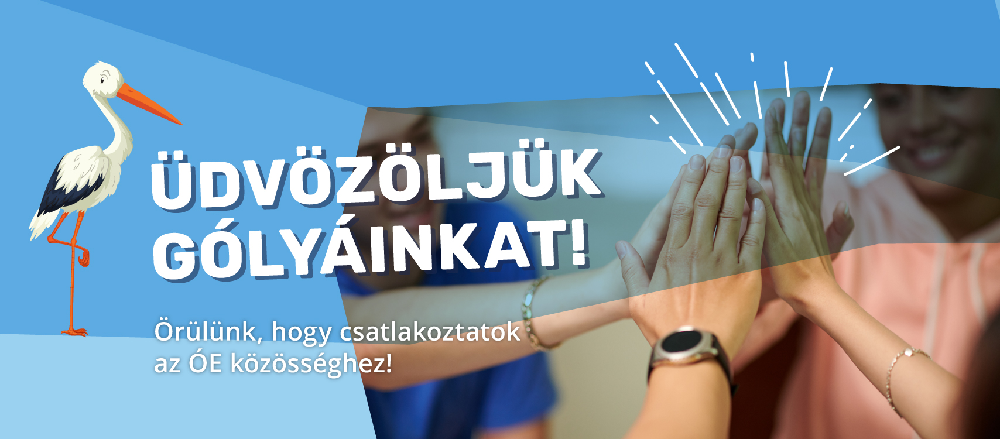 ÜDVÖZÖLJÜK
GÓLYÁINKAT!
Örülünk, hogy csatlakoztatok
az ÓE közösséghez!